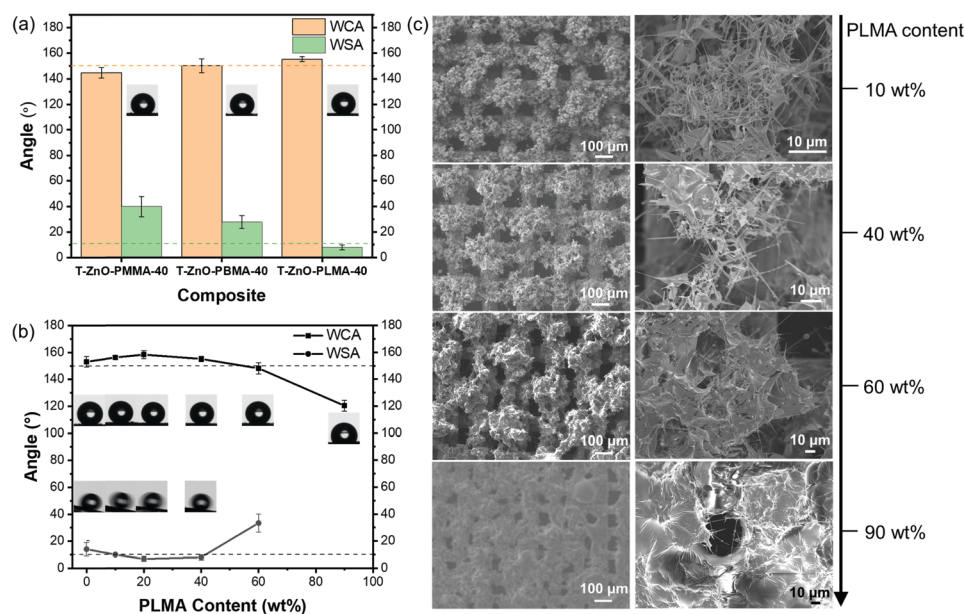 (a)
WCA
WSA
180
160
140
120
100
80
60
40
20
0
180
160
140
120
100
80
60
40
20
0
Angle (°)
T-ZnO-PMMA-40 T-ZnO-PBMA-40 T-ZnO-PLMA-40
Composite
(b)
WCA
WSA
180
160
140
120
100
80
60
40
20
0
180
160
140
120
100
80
60
40
20
0
Angle (°)
0 20 40 60 80 100
PLMA Content (wt%)
(c)
PLMA content
100 µm
10 µm
10 wt%
100 µm
10 µm
40 wt%
100 µm
10 µm
60 wt%
100 µm
10 µm
90 wt%